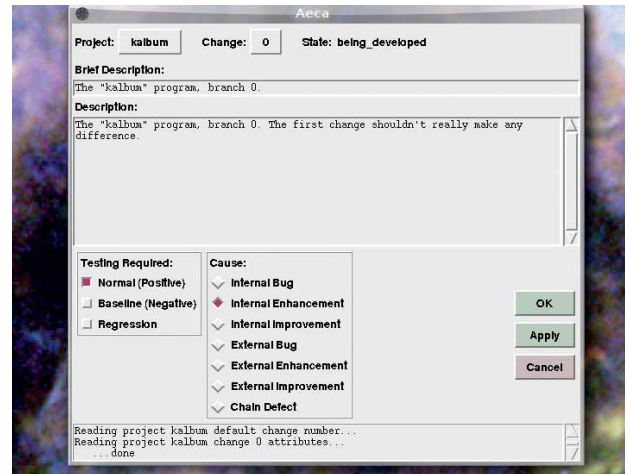 Aeca
Project: kalbum Change: 0 State: being_developed
Brief Description:
The "kalbum" program, branch 0.
Description:
The "kalbum" program, branch 0. The first change shouldn't really make any
difference.
Testing Required:
Normal (Positive)
Baseline (Negative)
Regression
Cause:
Internal Bug
Internal Enhancement
Internal Improvement
External Bug
External Enhancement
External Improvement
Chain Defect
OK
Apply
Cancel
Reading project kalbum default change number...
Reading project kalbum change 0 attributes...
...done